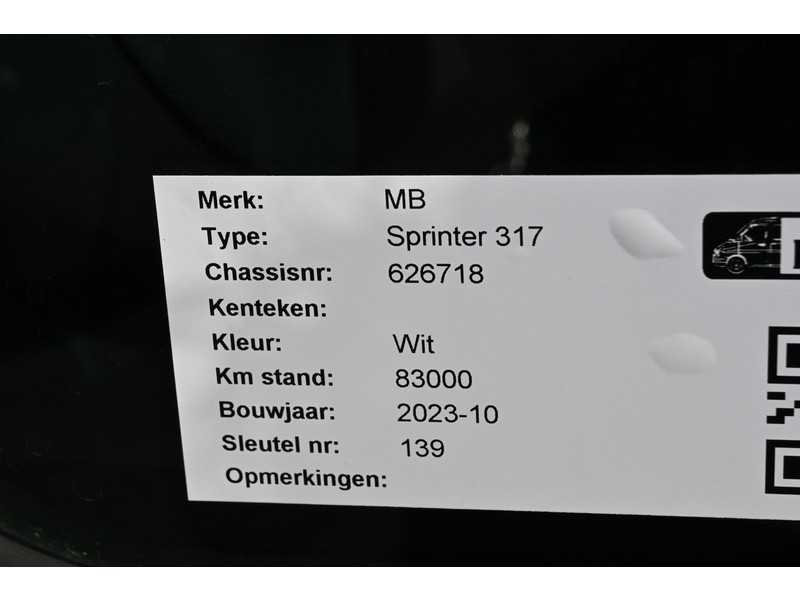 Merk: MB
Type: Sprinter 317
Chassisnr: 626718
Kenteken:
Kleur: Wit
Km stand: 83000
Bouwjaar: 2023-10
Sleutel nr: 139
Opmerkingen: